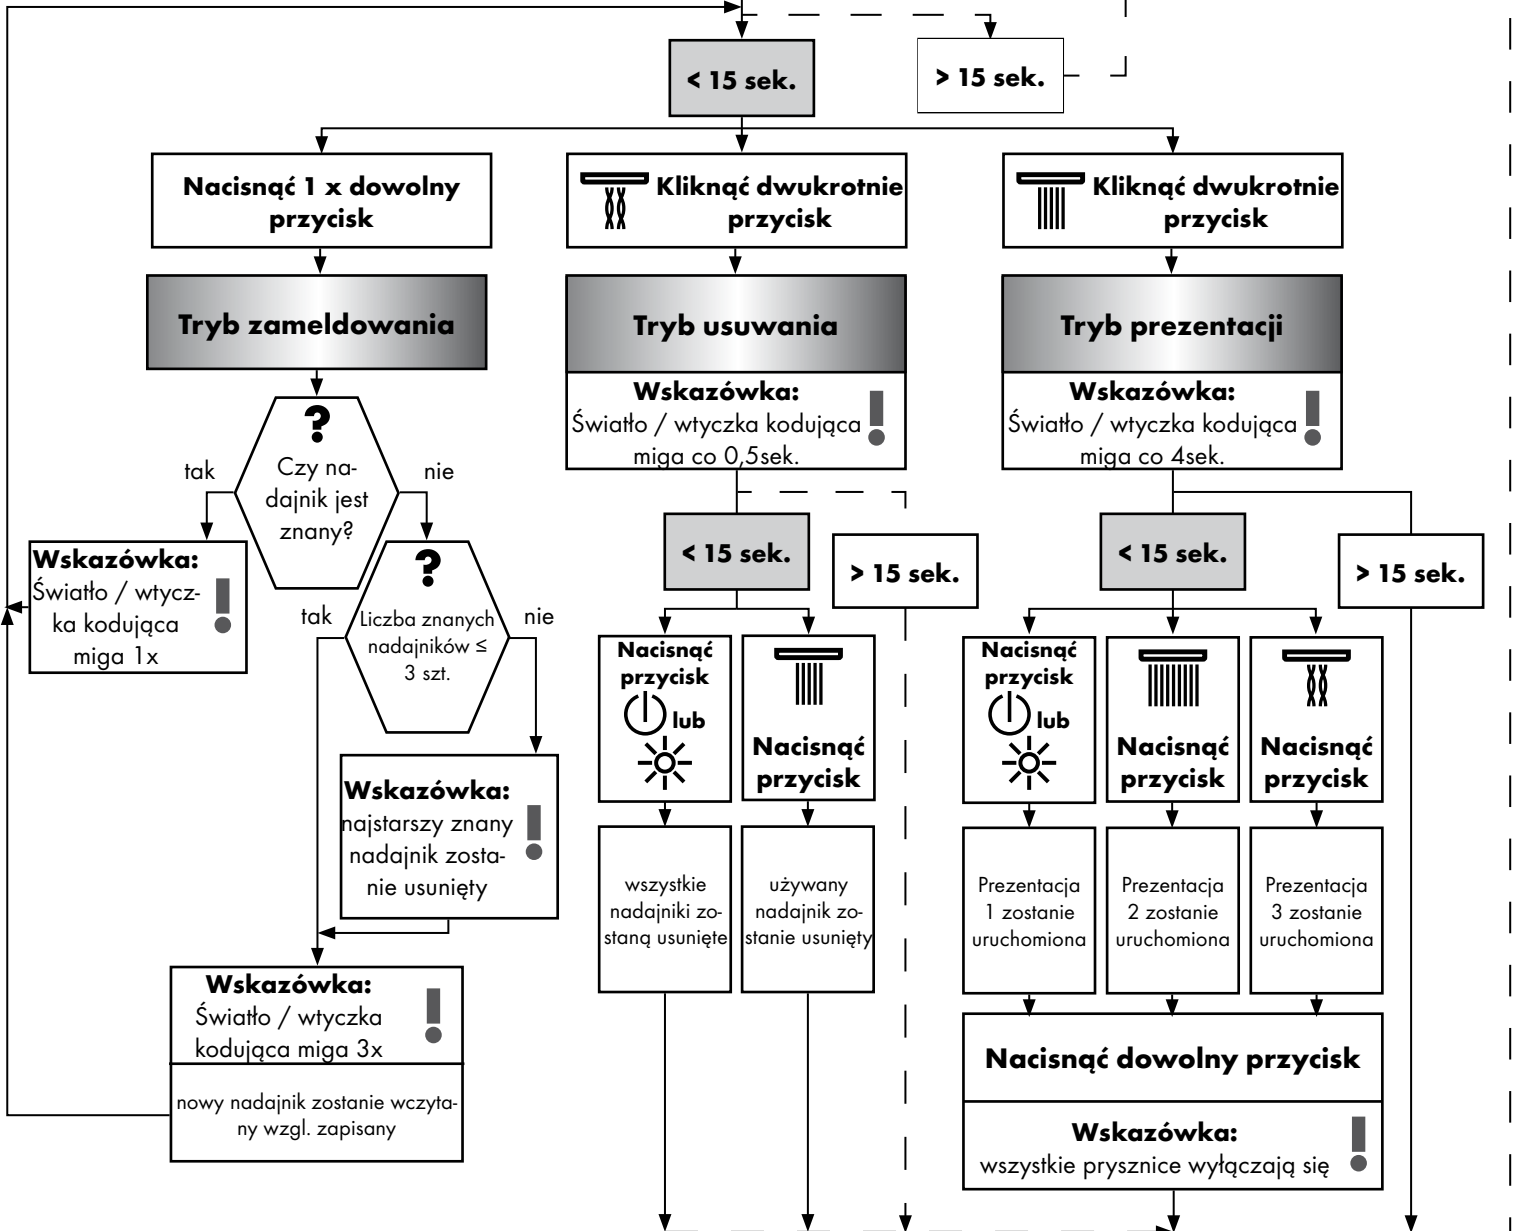 < 15 sek.
> 15 sek.
Nacisnąć 1 x dowolny
przycisk
Kliknąć dwukrotnie
przycisk
Kliknąć dwukrotnie
przycisk
Tryb zameldowania
Tryb usuwania
Tryb prezentacji
Wskazówka:
Światło / wtyczka kodująca
miga co 0,5sek.
Wskazówka:
Światło / wtyczka kodująca
miga co 4sek.
?
Czy na-
dajnik jest
znany?
tak
nie
Wskazówka:
Światło / wtycz-
ka kodująca
miga 1x
?
Liczba znanych
nadajników ≤
3 szt.
tak
nie
Wskazówka:
najstarszy znany
nadajnik zosta-
nie usunięty
Wskazówka:
Światło / wtyczka
kodująca miga 3x
nowy nadajnik zostanie wczyta-
ny wzgl. zapisany
< 15 sek.
> 15 sek.
Nacisnąć
przycisk
lub
Nacisnąć
przycisk
wszystkie
nadajniki zo-
staną usunięte
używany
nadajnik zo-
stanie usunięty
< 15 sek.
> 15 sek.
Nacisnąć
przycisk
lub
Nacisnąć
przycisk
Nacisnąć
przycisk
Prezentacja
1 zostanie
uruchomiona
Prezentacja
2 zostanie
uruchomiona
Prezentacja
3 zostanie
uruchomiona
Nacisnąć dowolny przycisk
Wskazówka:
wszystkie prysznice wyłączają się